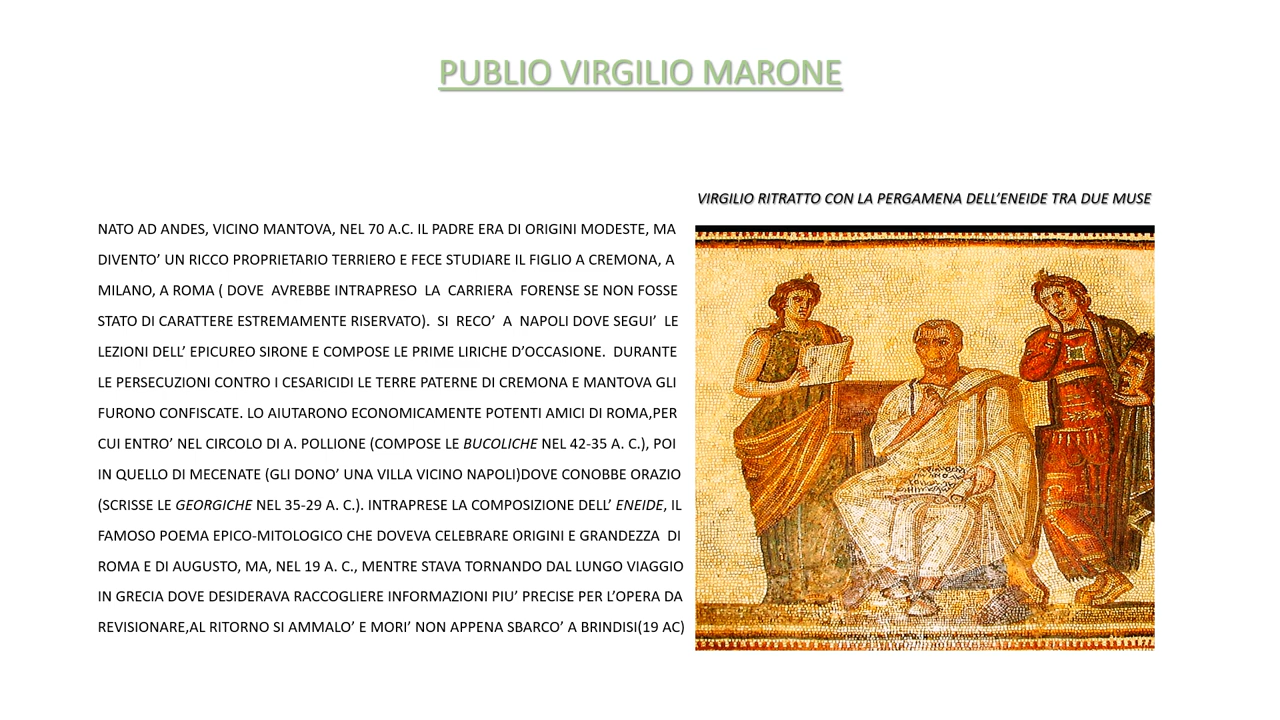 PUBLIO VIRGILIO MARONE
VIRGILIO RITRATTO CON LA PERGAMENA DELL’ENEIDE TRA DUE MUSE
NATO AD ANDES, VICINO MANTOVA, NEL 70 A.C. IL PADRE ERA DI ORIGINI MODESTE, MA
DIVENTO’ UN RICCO PROPRIETARIO TERRIERO E FECE STUDIARE IL FIGLIO A CREMONA, A
MILANO, A ROMA ( DOVE AVREBBE INTRAPRESO LA CARRIERA FORENSE SE NON FOSSE
STATO DI CARATTERE ESTREMAMENTE RISERVATO). SI RECO’ A NAPOLI DOVE SEGUI’ LE
LEZIONI DELL’ EPICUREO SIRONE E COMPOSE LE PRIME LIRICHE D’OCCASIONE. DURANTE
LE PERSECUZIONI CONTRO I CESARICIDI LE TERRE PATERNE DI CREMONA E MANTOVA GLI
FURONO CONFISCATE. LO AIUTARONO ECONOMICAMENTE POTENTI AMICI DI ROMA,PER
CUI ENTRO’ NEL CIRCOLO DI A. POLLIONE (COMPOSE LE BUCOLICHE NEL 42-35 A. C.), POI
IN QUELLO DI MECENATE (GLI DONO’ UNA VILLA VICINO NAPOLI)DOVE CONOBBE ORAZIO
(SCRISSE LE GEORGICHE NEL 35-29 A. C.). INTRAPRESE LA COMPOSIZIONE DELL’ ENEIDE, IL
FAMOSO POEMA EPICO-MITOLOGICO CHE DOVEVA CELEBRARE ORIGINI E GRANDEZZA DI
ROMA E DI AUGUSTO, MA, NEL 19 A. C., MENTRE STAVA TORNANDO DAL LUNGO VIAGGIO
IN GRECIA DOVE DESIDERAVA RACCOGLIERE INFORMAZIONI PIU’ PRECISE PER L’OPERA DA
REVISIONARE,AL RITORNO SI AMMALO’ E MORI’ NON APPENA SBARCO’ A BRINDISI(19 AC)